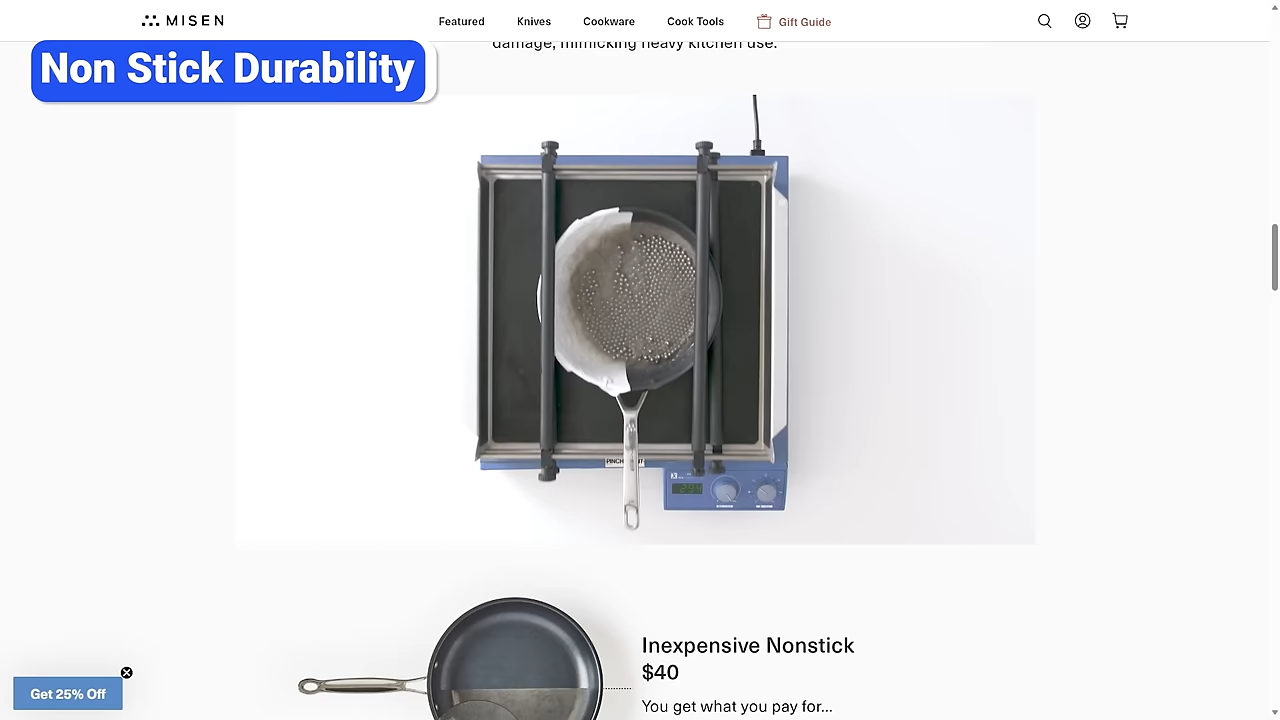 MISEN
Featured
Knives
Cookware
Cook Tools
Gift Guide
damage, mimicking heavy kitchen use.
Non Stick Durability
Inexpensive Nonstick
$40
You get what you pay for...
Get 25% Off